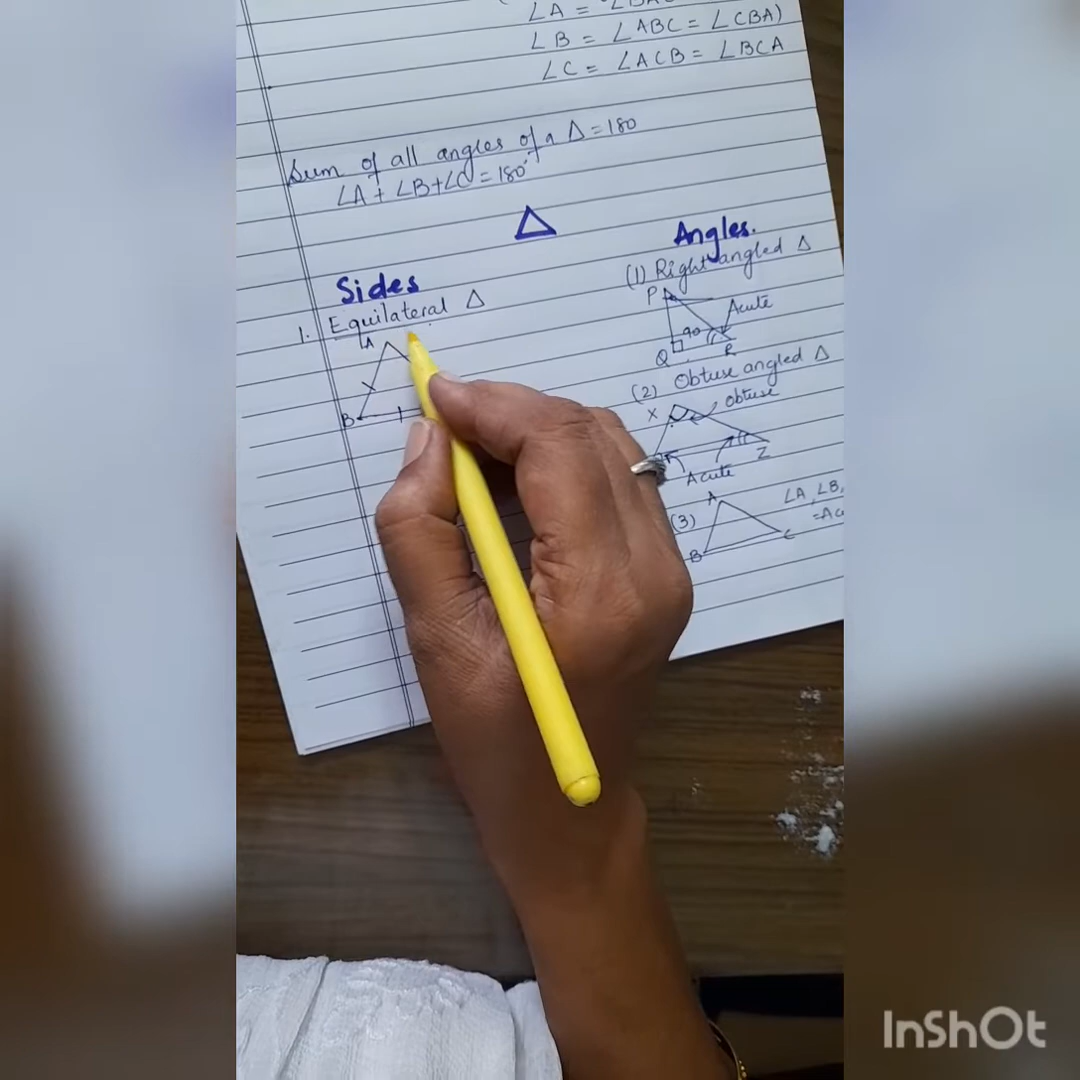 ∠A =
∠B = ∠ABC = ∠CBA)
∠C = ∠ACB = ∠BCA
Sum of all angles of a Δ = 180
∠A + ∠B + ∠C = 180°
Δ
Sides
1. Equilateral Δ
A
B
Angles.
(1) Right angled Δ
P
Acute
90
Q
R
(2) Obtuse angled Δ
X
obtuse
Z
Acute
(3)
A
∠A, ∠B,
B
C
InShOt